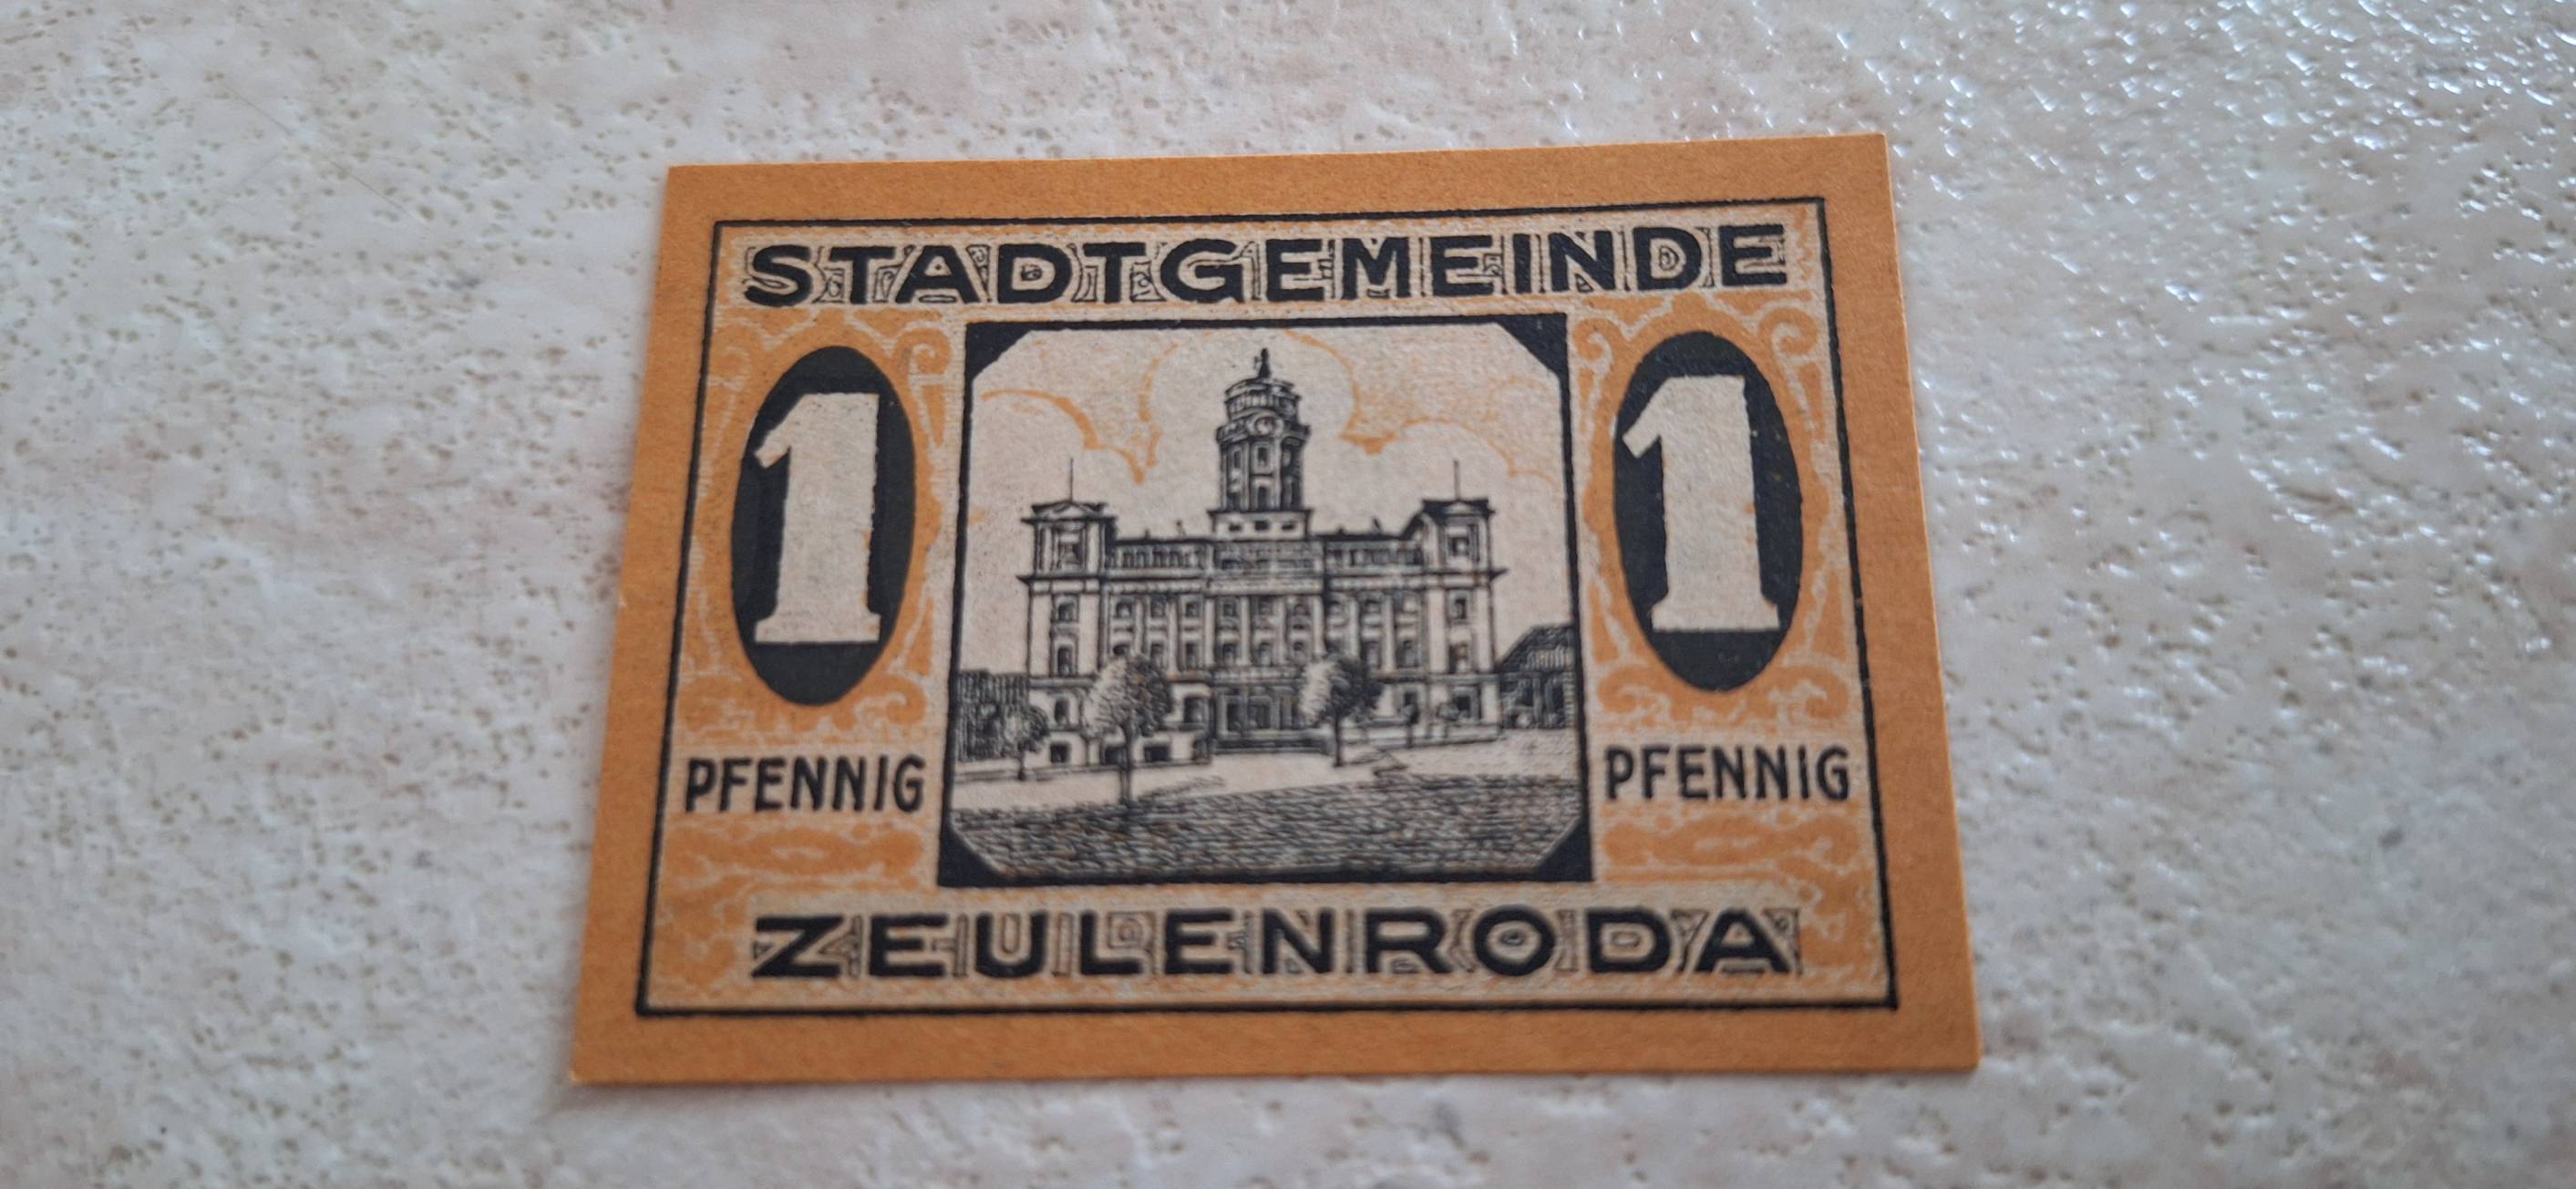 STADTGEMEINDE
1 1
PFENNIG PFENNIG
ZEULENRODA